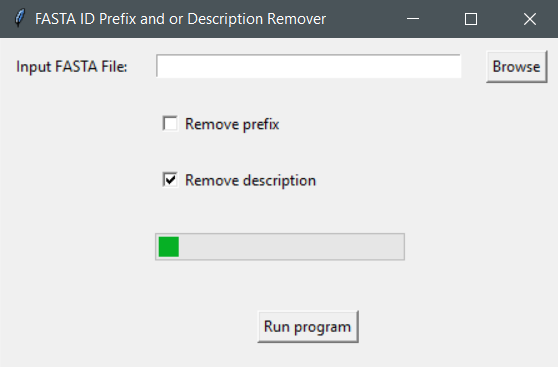 FASTA ID Prefix and or Description Remover
Input FASTA File:
Browse
Remove prefix
Remove description
Run program